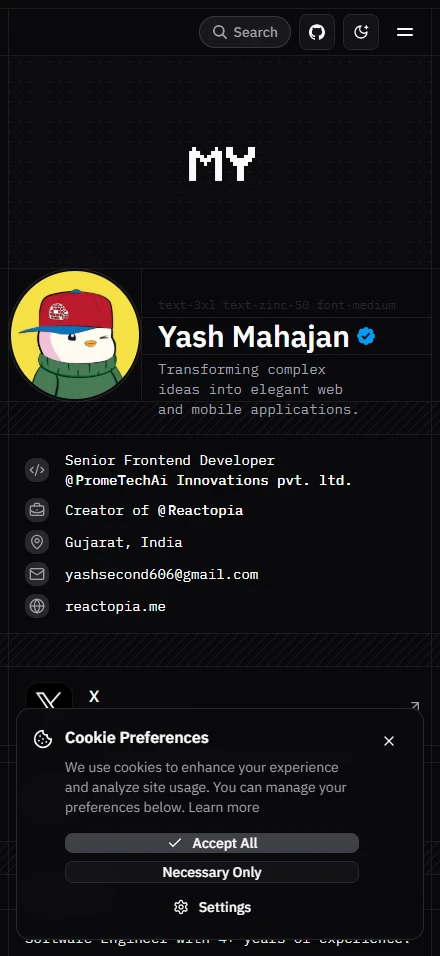 Search
MY
text-3xl text-zinc-50 font-medium
Yash Mahajan
Transforming complex
ideas into elegant web
and mobile applications.
Senior Frontend Developer
@PromeTechAi Innovations pvt. ltd.
Creator of @Reactopia
Gujarat, India
yashsecond606@gmail.com
reactopia.me
X
Cookie Preferences
We use cookies to enhance your experience
and analyze site usage. You can manage your
preferences below. Learn more
Accept All
Necessary Only
Settings
Software Engineer with 4+ years of experience.